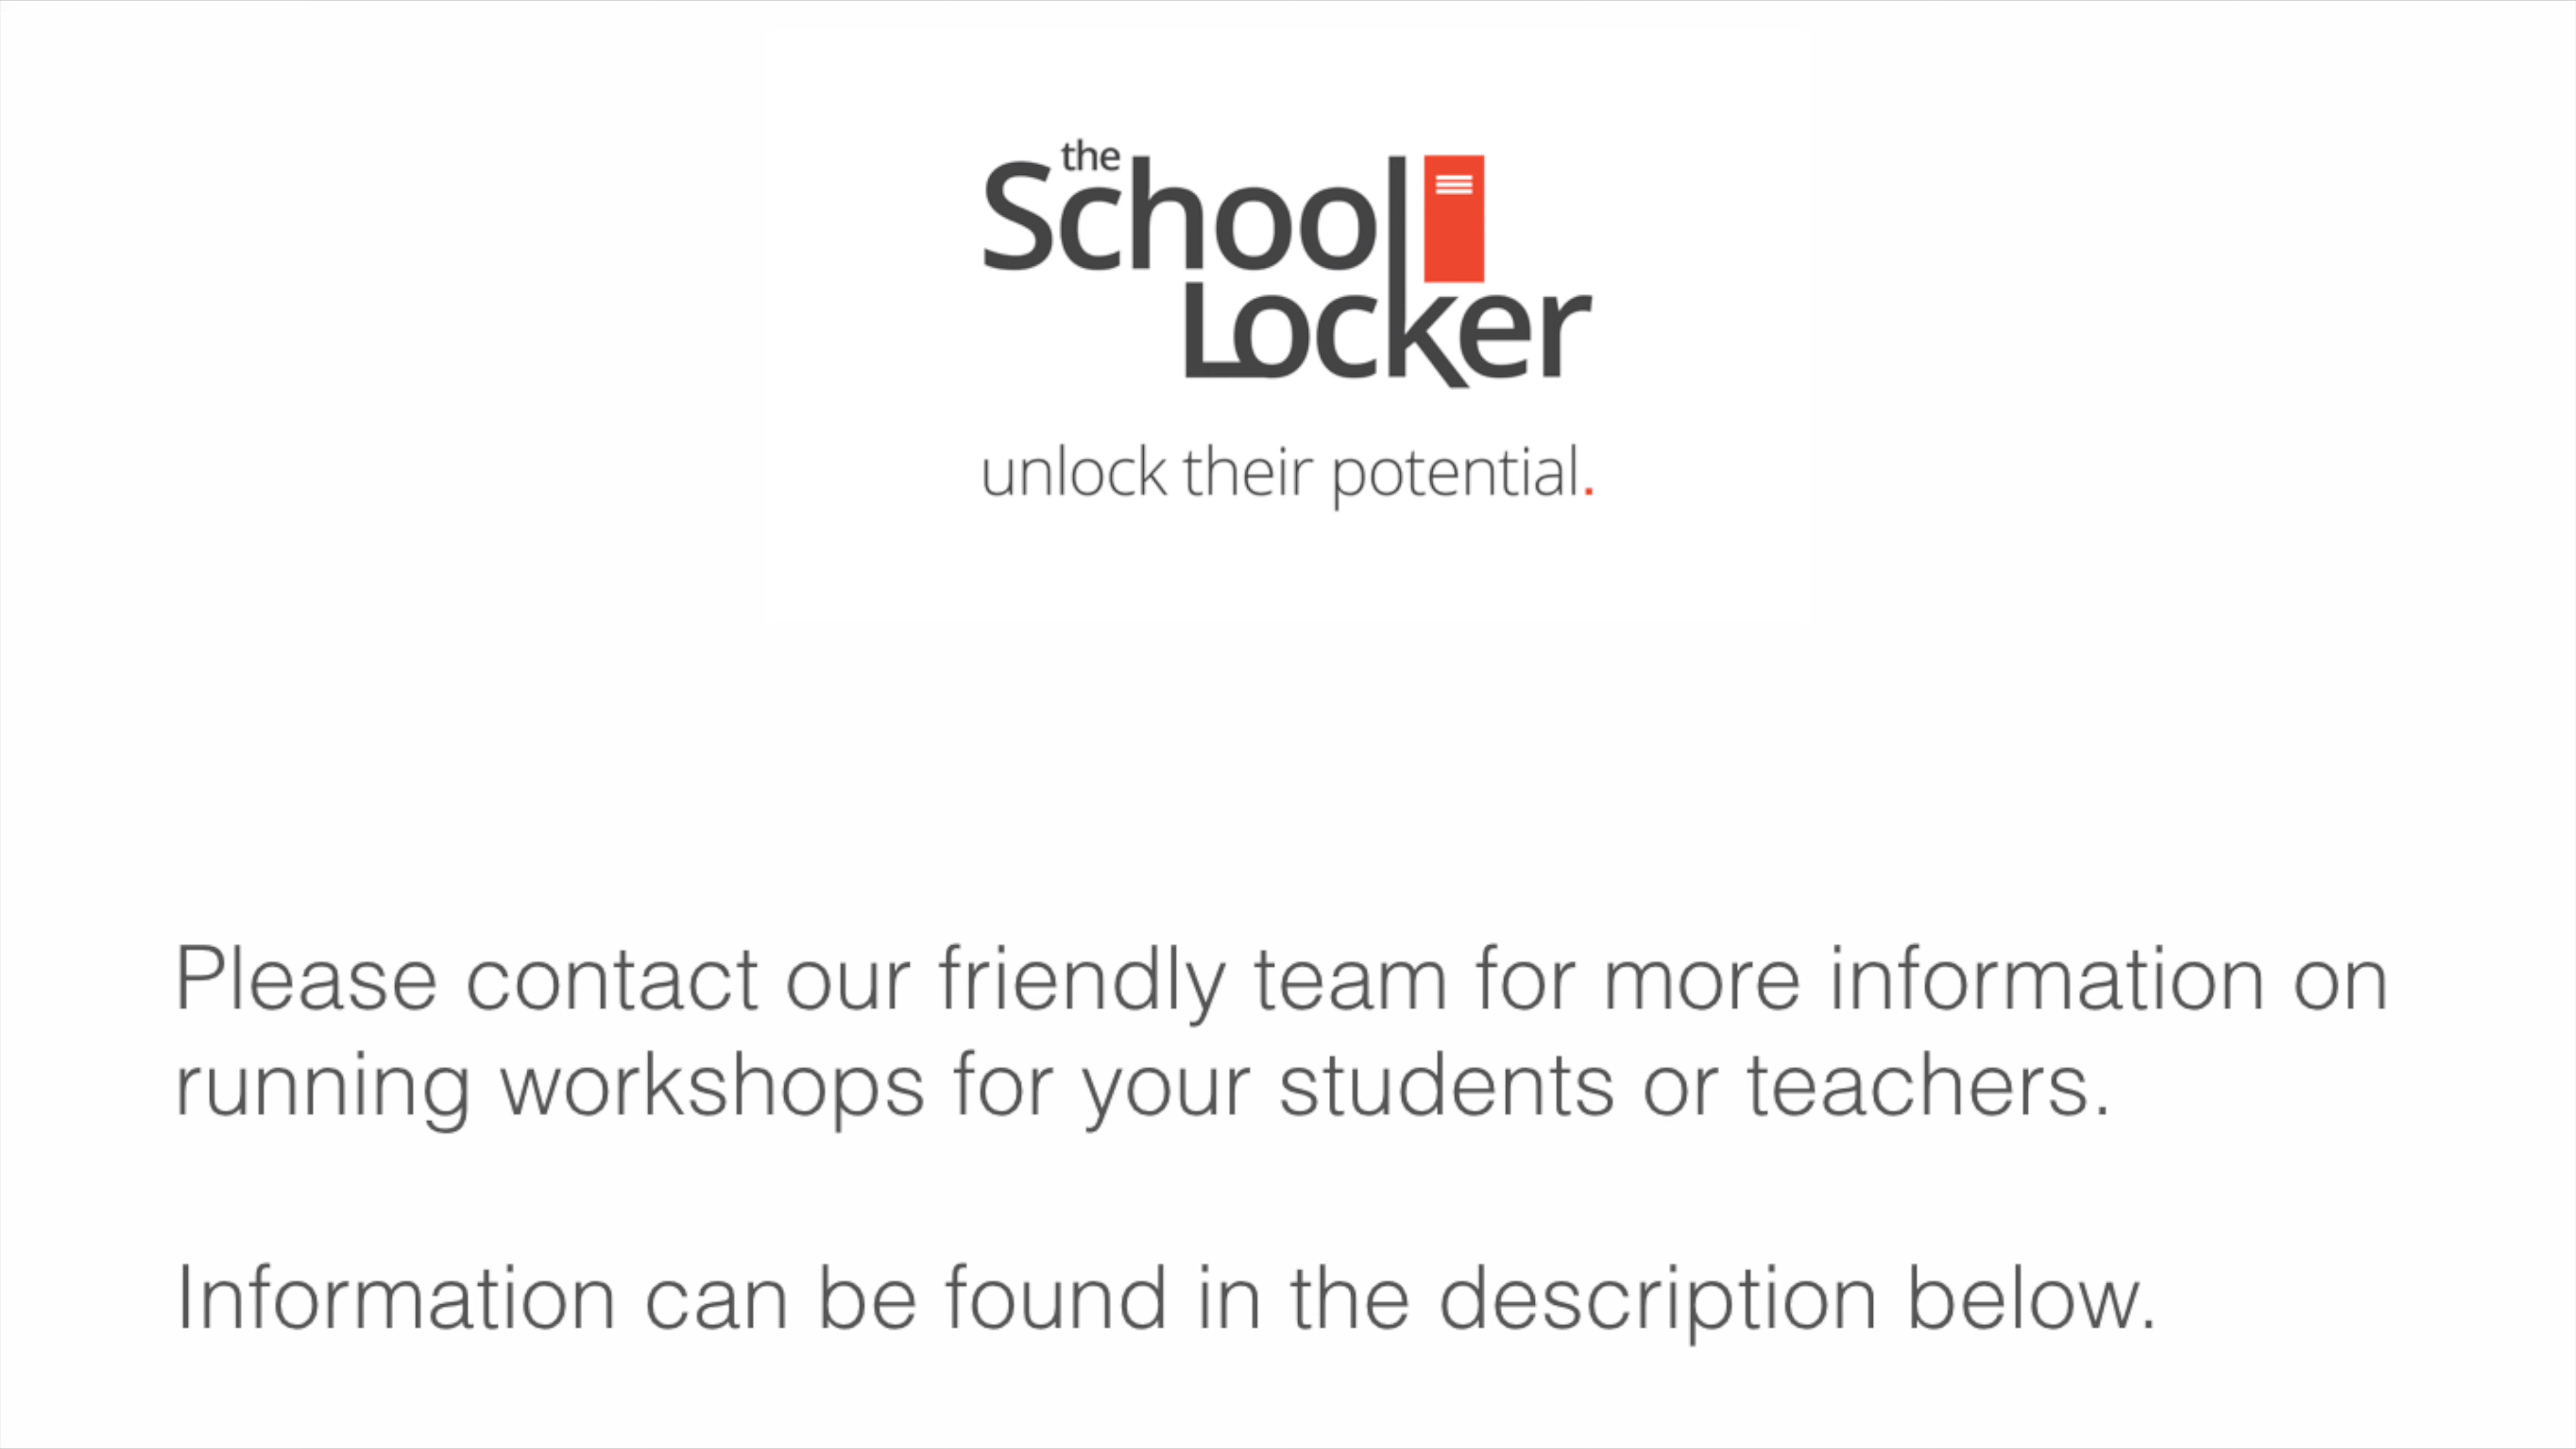 the
School
Locker
unlock their potential.
Please contact our friendly team for more information on
running workshops for your students or teachers.
Information can be found in the description below.